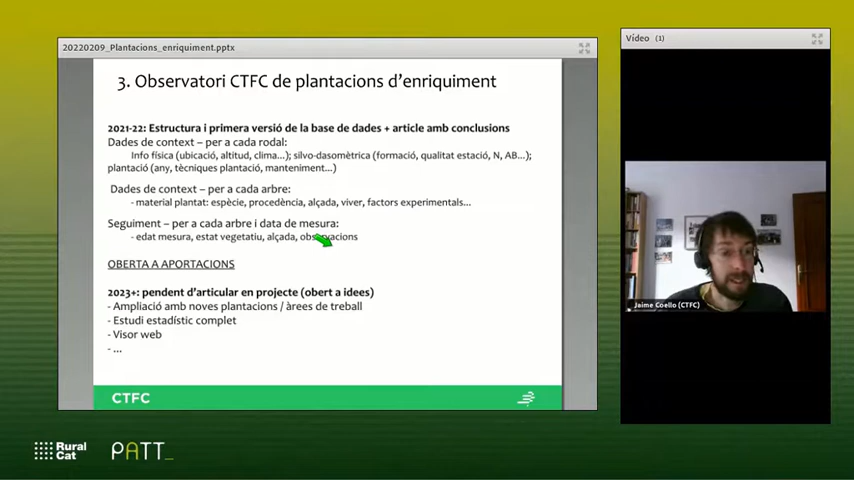 20220209_Plantacions_enriquiment.pptx
3. Observatori CTFC de plantacions d'enriquiment
2021-22: Estructura i primera versió de la base de dades + article amb conclusions
Dades de context – per a cada rodal:
Info física (ubicació, altitud, clima...); silvo-dasomètrica (formació, qualitat estació, N, AB...);
plantació (any, tècniques plantació, manteniment...)
Dades de context – per a cada arbre:
- material plantat: espècie, procedència, alçada, viver, factors experimentals...
Seguiment – per a cada arbre i data de mesura:
- edat mesura, estat vegetatiu, alçada, observacions
OBERTA A APORTACIONS
2023+: pendent d'articular en projecte (obert a idees)
- Ampliació amb noves plantacions / àrees de treball
- Estudi estadístic complet
- Visor web
- ...
CTFC
Vídeo (1)
Jaime Coello (CTFC)
Rural
Cat
PATT_